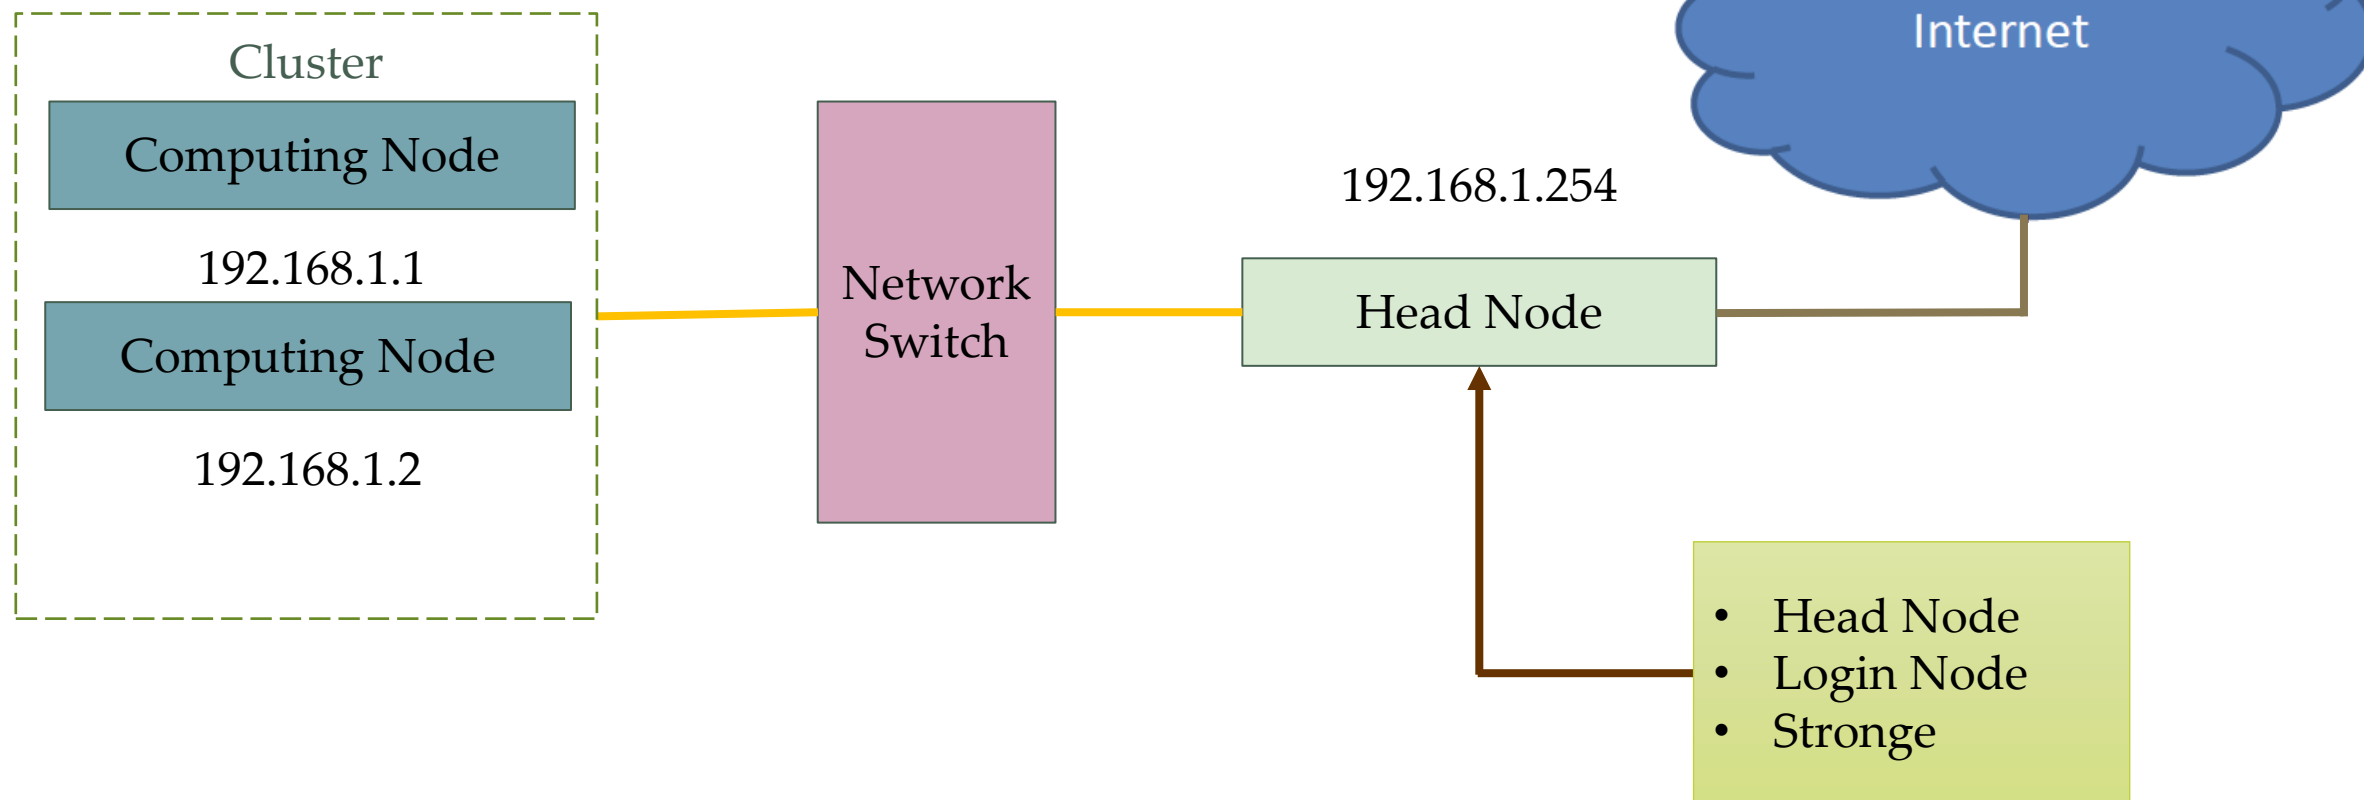 Cluster
Computing Node
192.168.1.1
Computing Node
192.168.1.2
Network
Switch
192.168.1.254
Head Node
Internet
• Head Node
• Login Node
• Stronge